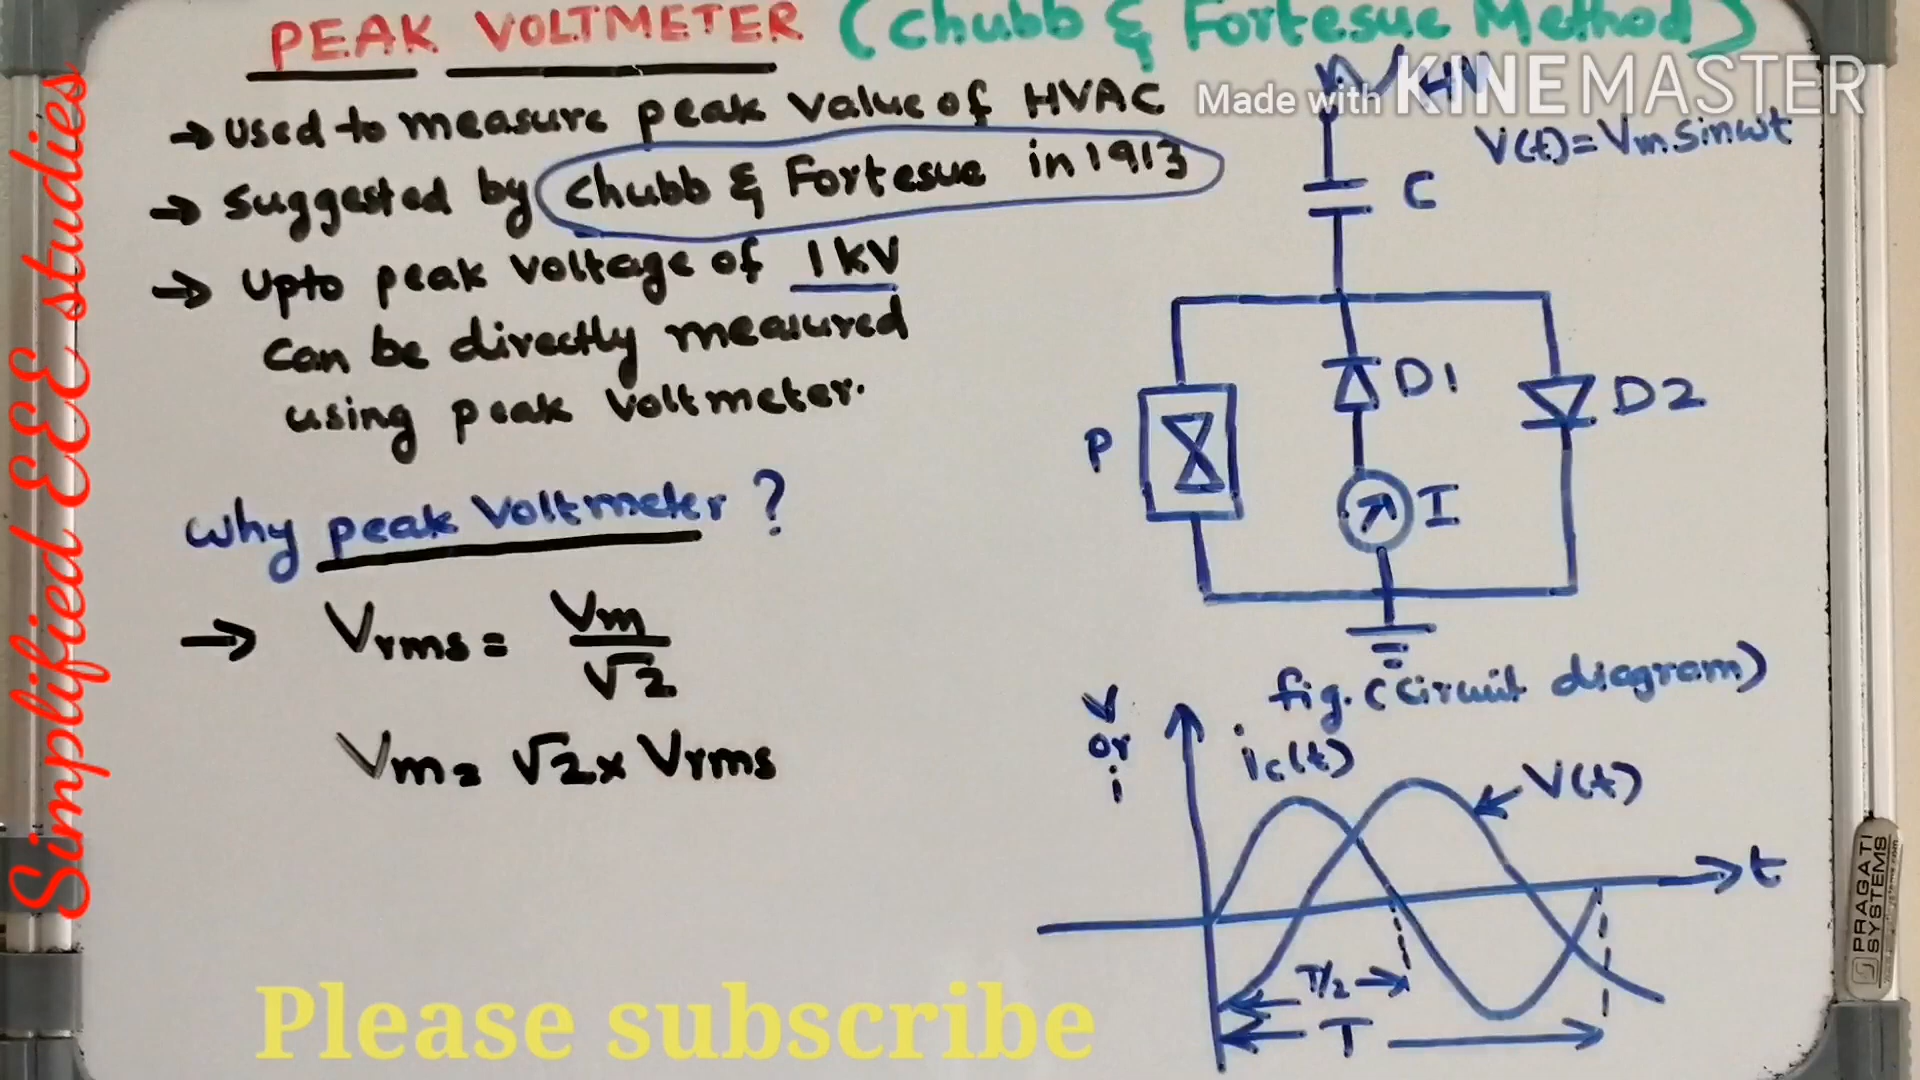 PEAK VOLTMETER (Chubb & Fortesue Method)
→ Used to measure peak value of HVAC
→ Suggested by Chubb & Fortesue in 1913
→ Upto peak voltage of 1kV
can be directly measured
using peak voltmeter.
Why peak voltmeter ?
→ Vrms = Vm/√2
Vm = √2 x Vrms
HV
V(t) = Vm sinωt
C
D1
D2
P
I
fig. (Circuit diagram)
V or i
ic(t)
V(t)
t
T/2
T
Made with KINEMASTER
Simplified EEE studies
Please subscribe
PRAGATI SYSTEMS